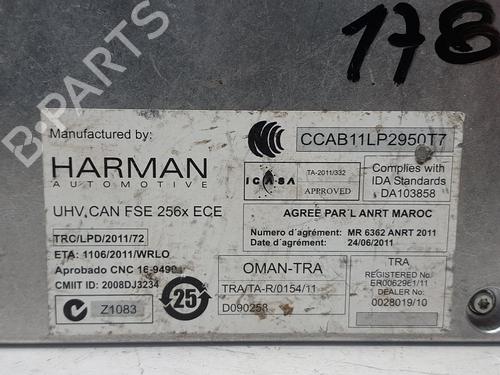 178
B-PARTS
Manufactured by:
HARMAN
AUTOMOTIVE
UHV,CAN FSE 256x ECE
TRC/LPD/2011/72
ETA: 1106/2011/WRLO
Aprobado CNC 16-9499
CMIIT ID: 2008DJ3234
Z1083
25
CCAB11LP2950T7
ICASA
TA-2011/332
APPROVED
Complies with
IDA Standards
DA103858
AGREE PAR'L ANRT MAROC
Numero d'agrément: MR 6362 ANRT 2011
Date d'agrément: 24/06/2011
OMAN-TRA
TRA/TA-R/0154/11
D090258
TRA
REGISTERED No:
ER00629E1/11
DEALER No:
0028019/10